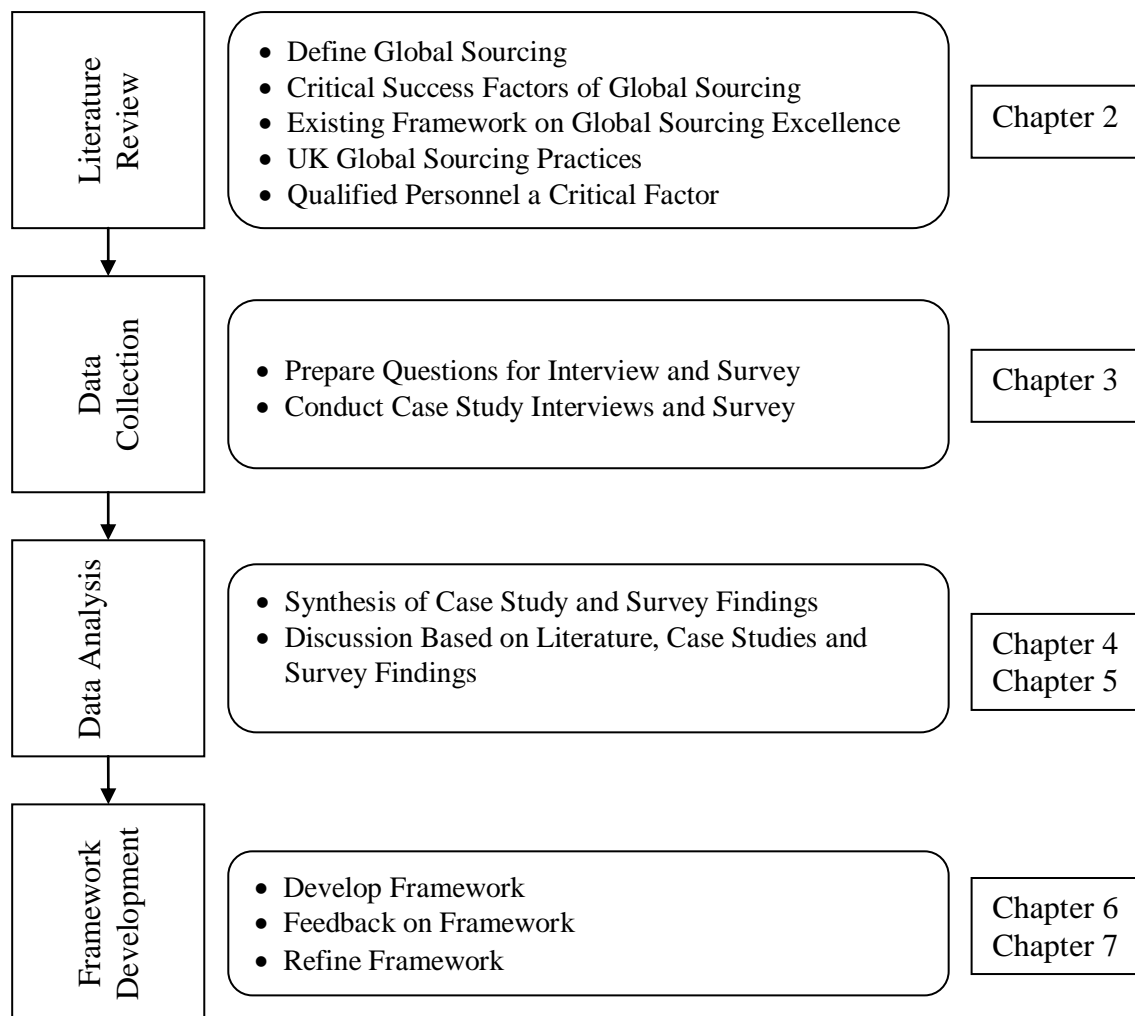 Literature
Review
• Define Global Sourcing
• Critical Success Factors of Global Sourcing
• Existing Framework on Global Sourcing Excellence
• UK Global Sourcing Practices
• Qualified Personnel a Critical Factor
Chapter 2
Data
Collection
• Prepare Questions for Interview and Survey
• Conduct Case Study Interviews and Survey
Chapter 3
Data Analysis
• Synthesis of Case Study and Survey Findings
• Discussion Based on Literature, Case Studies and
Survey Findings
Chapter 4
Chapter 5
Framework
Development
• Develop Framework
• Feedback on Framework
• Refine Framework
Chapter 6
Chapter 7